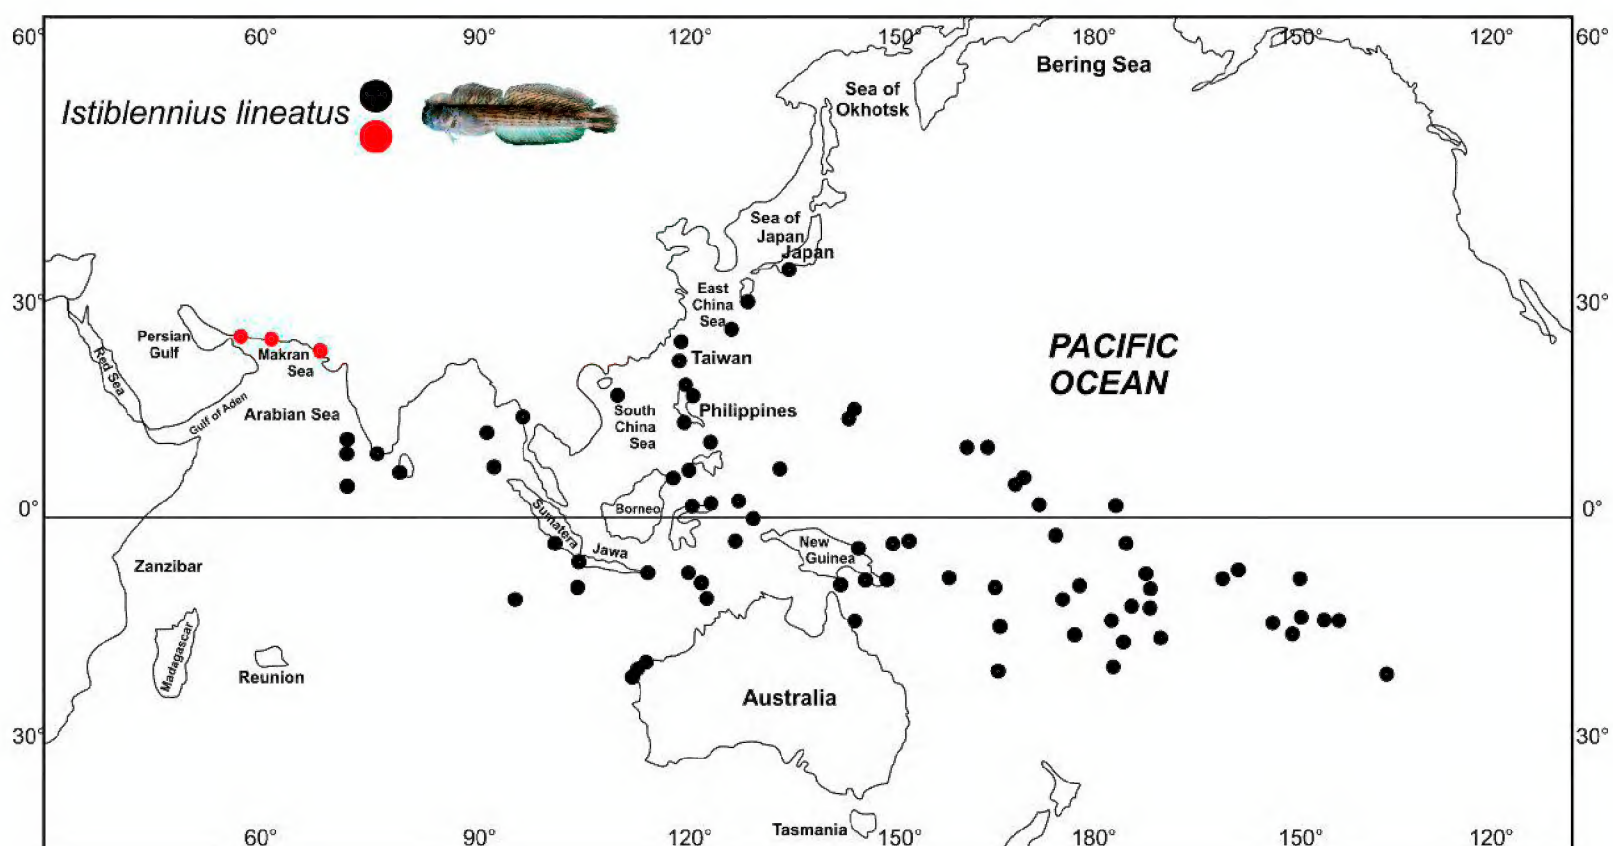 60° 60° 90° 120° 150° 180° 150° 120° 60°
Bering Sea
Istiblennius lineatus
Sea of
Okhotsk
Sea of
Japan
Japan
30° 30°
East
China
Sea
Persian
Gulf
Makran
Sea
Red Sea
Taiwan
PACIFIC
OCEAN
Gulf of Aden
Arabian Sea
South
China
Sea
Philippines
0° 0°
Sumatera
Borneo
Jawa
New
Guinea
Zanzibar
Madagascar
Reunion
Australia
30° 30°
Tasmania
60° 90° 120° 150° 180° 150° 120°